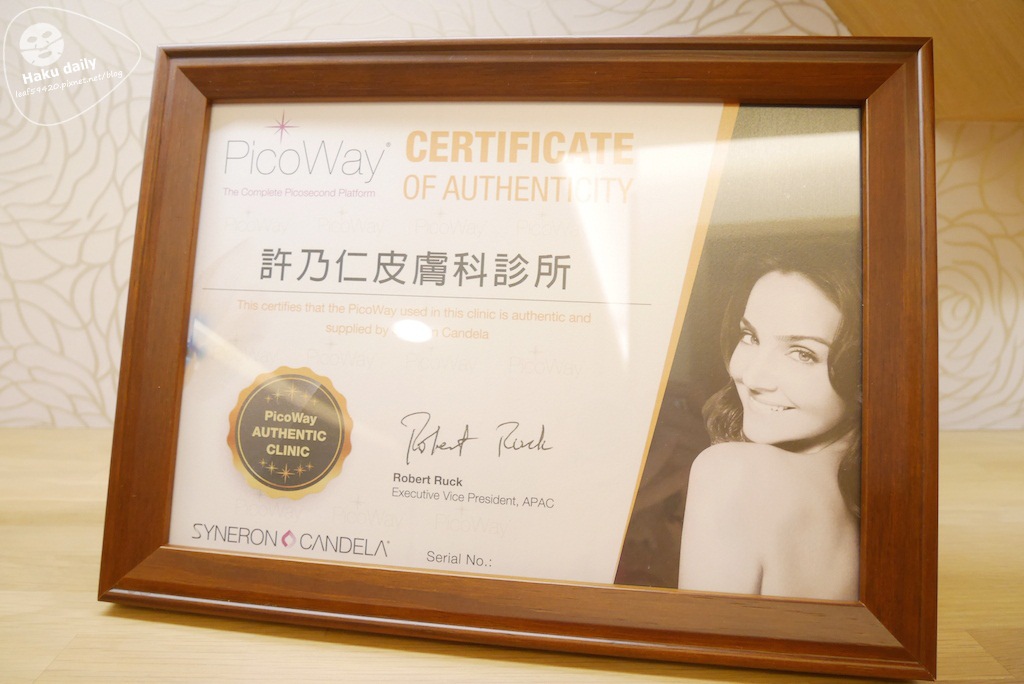 Haku daily
PicoWay®
The Complete Picosecond Platform
CERTIFICATE
OF AUTHENTICITY
許乃仁皮膚科診所
This certifies that the PicoWay used in this clinic is authentic and
supplied by Candela
PicoWay
AUTHENTIC
CLINIC
Robert Ruck
Robert Ruck
Executive Vice President, APAC
SYNERON CANDELA®
Serial No.: